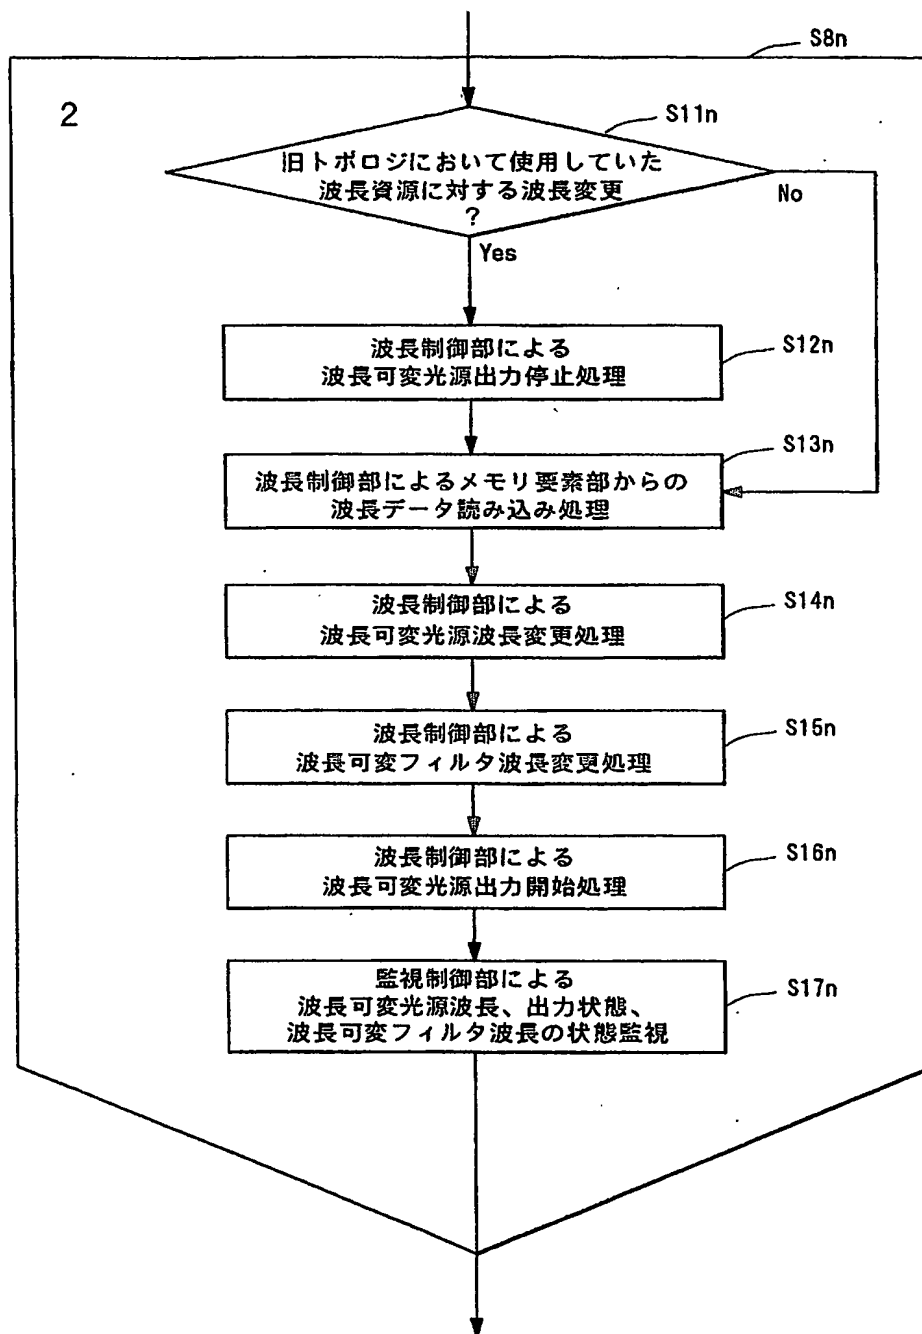 S8n
2
S11n
旧トポロジにおいて使用していた
波長資源に対する波長変更
?
No
Yes
波長制御部による
波長可変光源出力停止処理
S12n
S13n
波長制御部によるメモリ要素部からの
波長データ読み込み処理
波長制御部による
波長可変光源波長変更処理
S14n
波長制御部による
波長可変フィルタ波長変更処理
S15n
波長制御部による
波長可変光源出力開始処理
S16n
監視制御部による
波長可変光源波長、出力状態、
波長可変フィルタ波長の状態監視
S17n